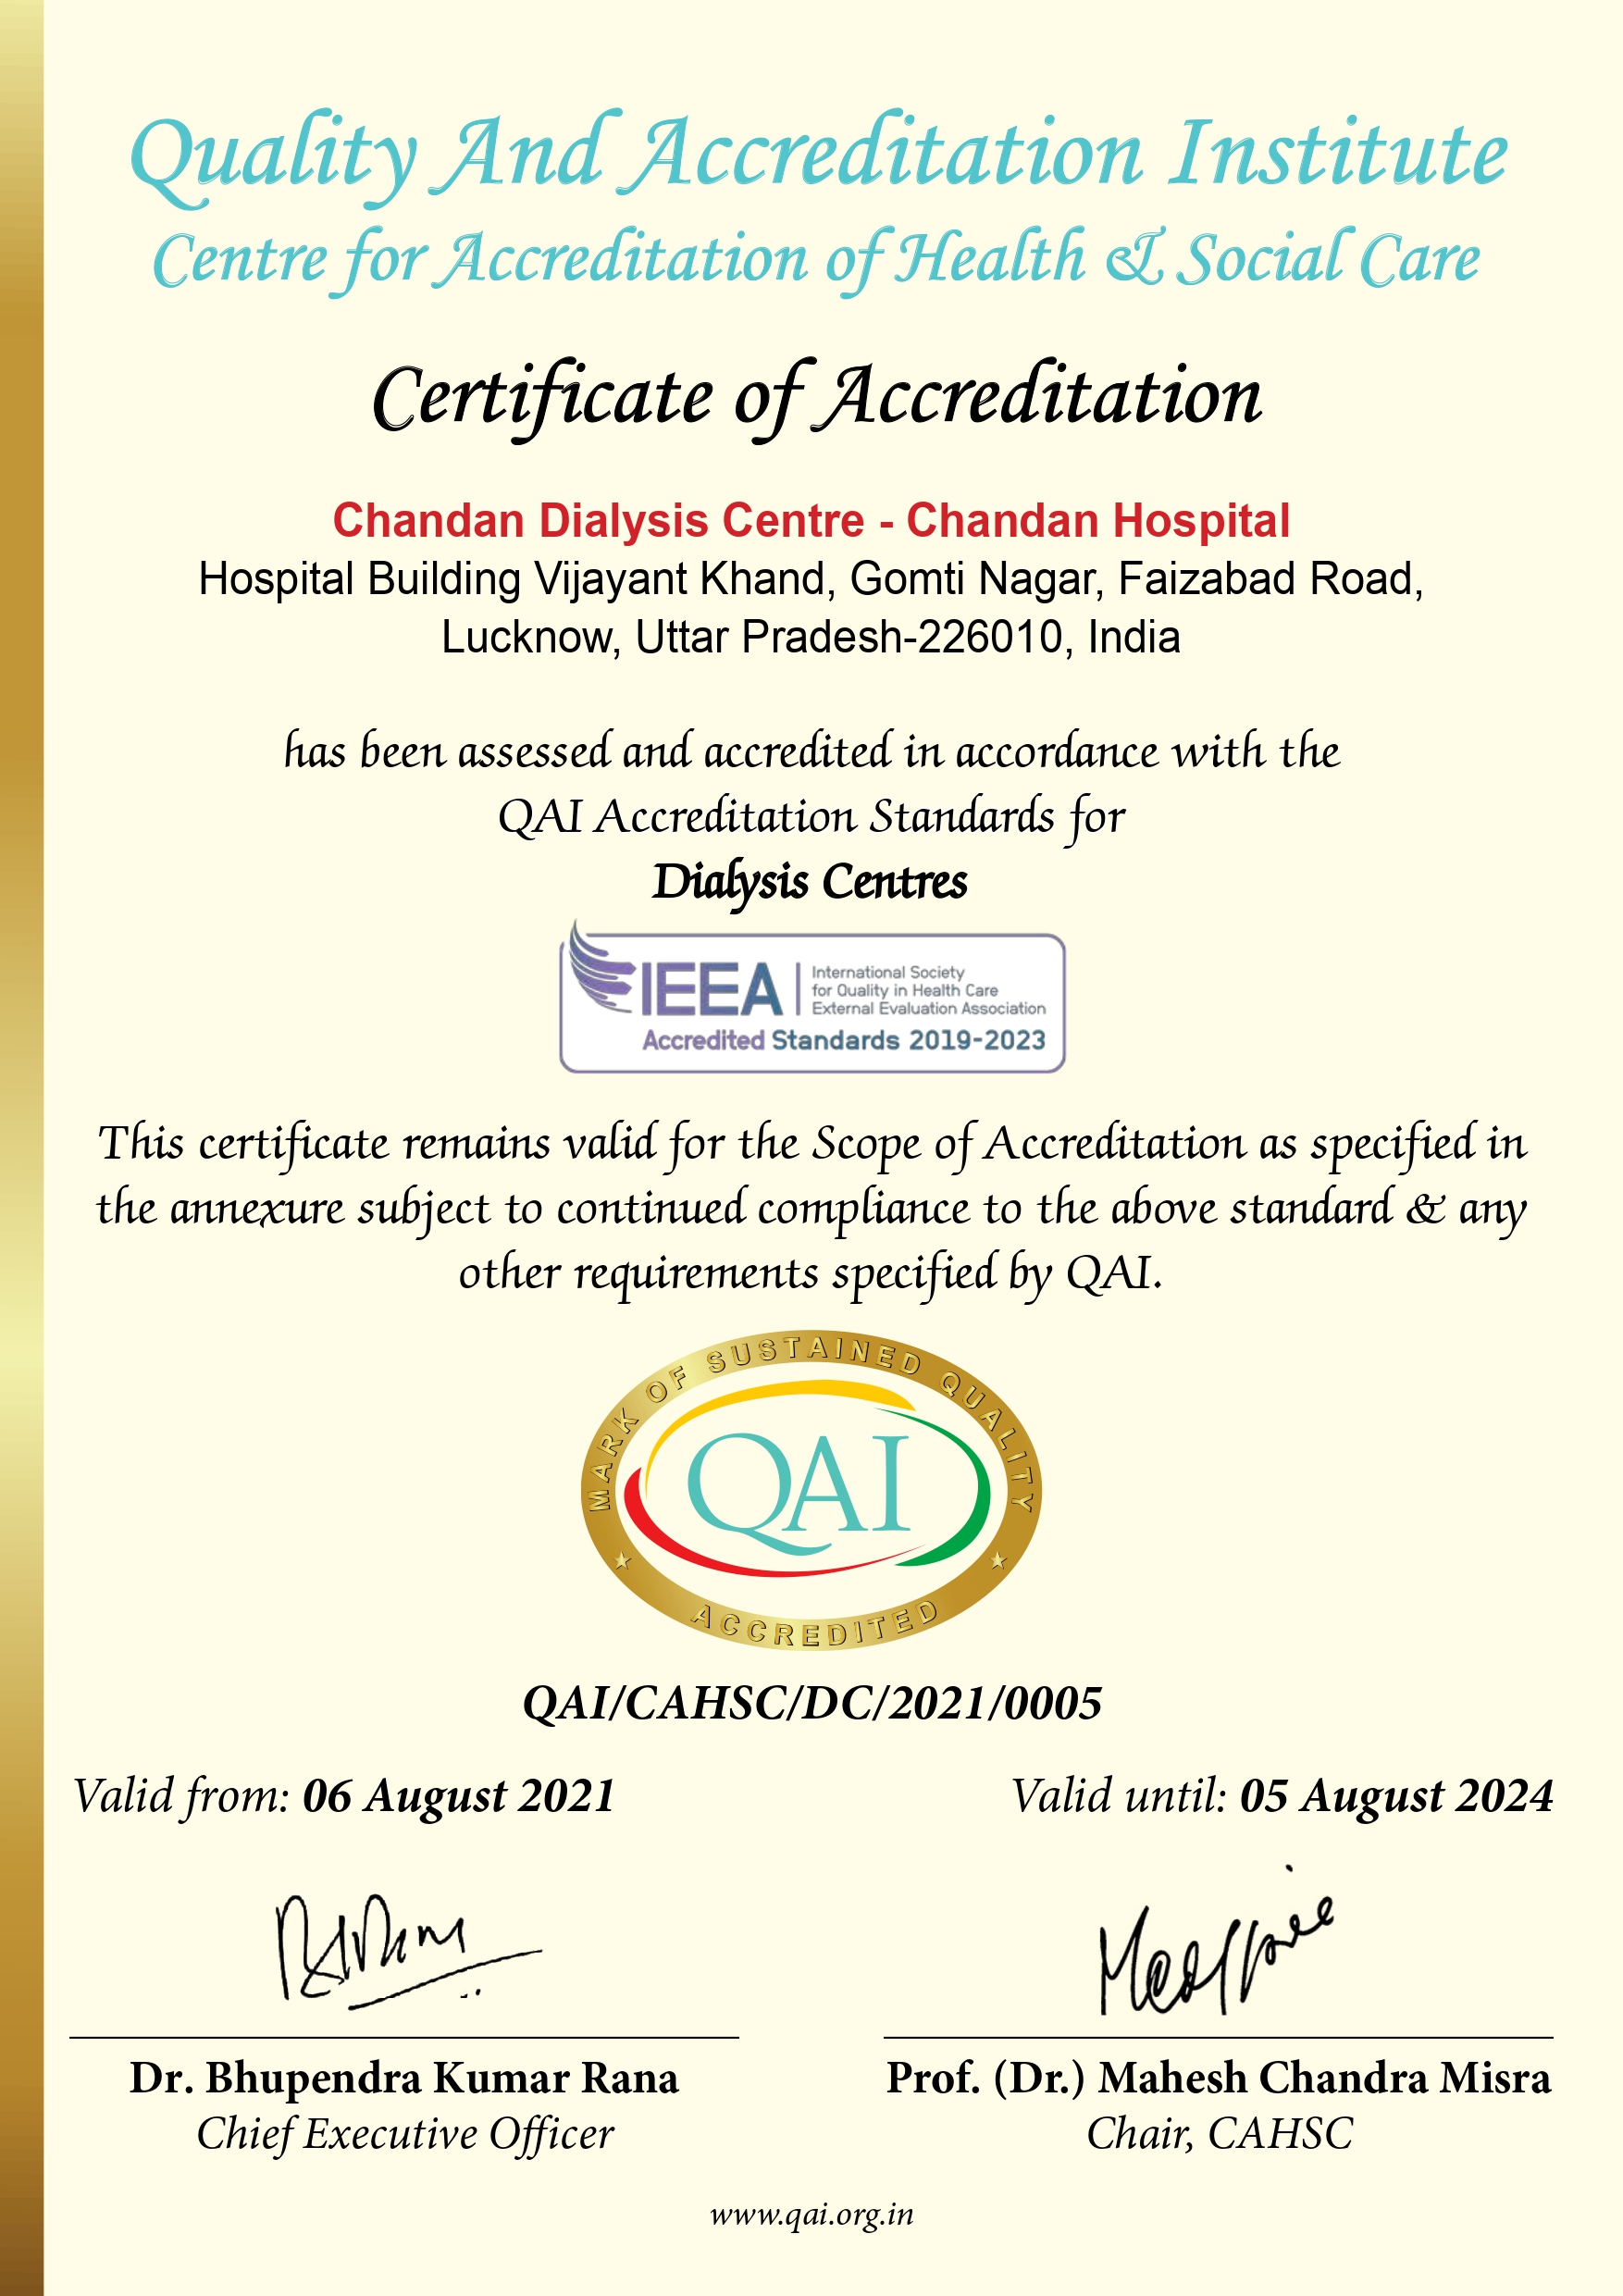 Quality And Accreditation Institute
Centre for Accreditation of Health & Social Care
Certificate of Accreditation
Chandan Dialysis Centre - Chandan Hospital
Hospital Building Vijayant Khand, Gomti Nagar, Faizabad Road,
Lucknow, Uttar Pradesh-226010, India
has been assessed and accredited in accordance with the
QAI Accreditation Standards for
Dialysis Centres
IEEA
International Society
for Quality in Health Care
External Evaluation Association
Accredited Standards 2019-2023
This certificate remains valid for the Scope of Accreditation as specified in
the annexure subject to continued compliance to the above standard & any
other requirements specified by QAI.
MARK OF SUSTAINED QUALITY
QAI
ACCREDITED
QAI/CAHSC/DC/2021/0005
Valid from: 06 August 2021
Valid until: 05 August 2024
Dr. Bhupendra Kumar Rana
Chief Executive Officer
Prof. (Dr.) Mahesh Chandra Misra
Chair, CAHSC
www.qai.org.in